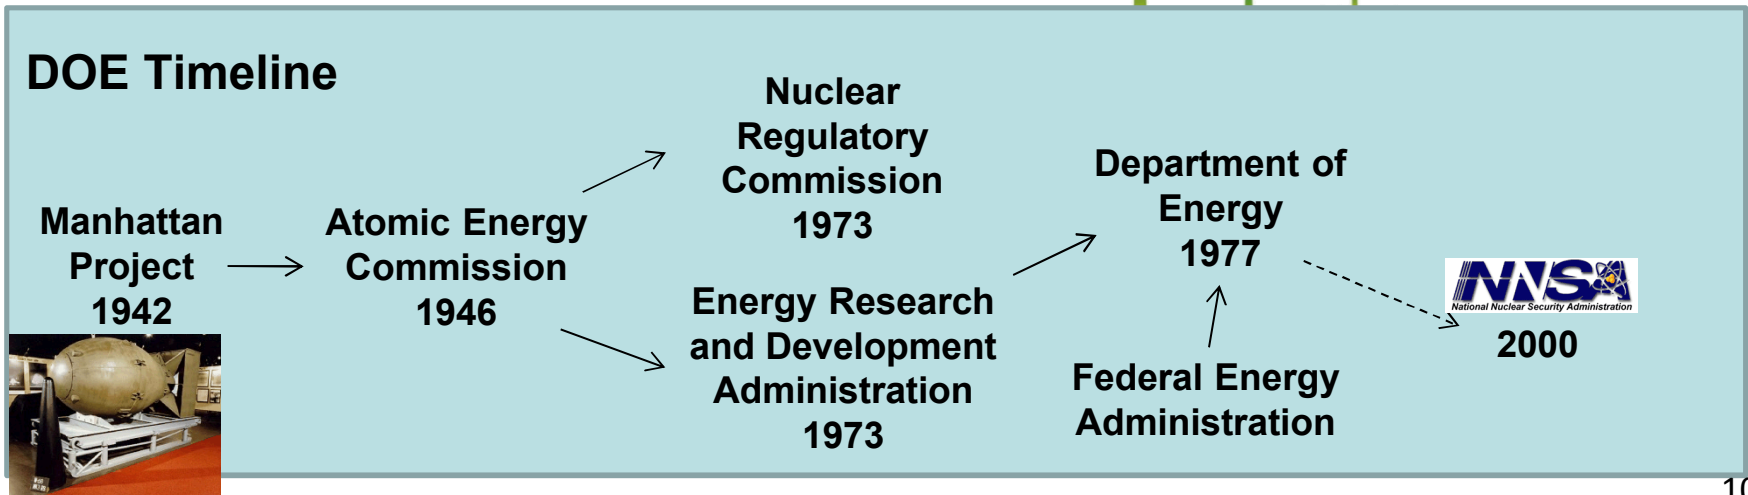 DOE Timeline
Manhattan
Project
1942
Atomic Energy
Commission
1946
Nuclear
Regulatory
Commission
1973
Energy Research
and Development
Administration
1973
Department of
Energy
1977
Federal Energy
Administration
NNSA
National Nuclear Security Administration
2000